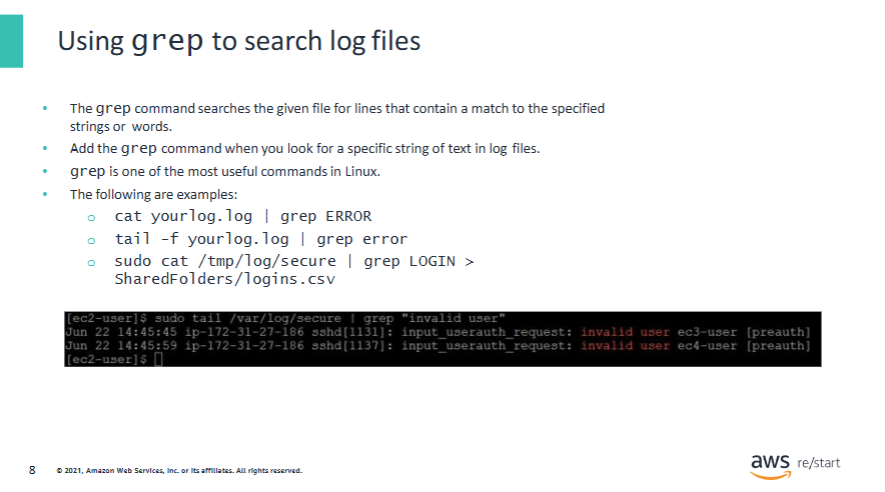 Using grep to search log files
• The grep command searches the given file for lines that contain a match to the specified
strings or words.
• Add the grep command when you look for a specific string of text in log files.
• grep is one of the most useful commands in Linux.
• The following are examples:
o cat yourlog.log | grep ERROR
o tail -f yourlog.log | grep error
o sudo cat /tmp/log/secure | grep LOGIN >
SharedFolders/logins.csv
[ec2-user]$ sudo tail /var/log/secure | grep "invalid user"
Jun 22 14:45:45 ip-172-31-27-186 sshd[1131]: input_userauth_request: invalid user ec3-user [preauth]
Jun 22 14:45:59 ip-172-31-27-186 sshd[1137]: input_userauth_request: invalid user ec4-user [preauth]
[ec2-user]$
8 © 2021, Amazon Web Services, Inc. or its affiliates. All rights reserved.
aws re/start